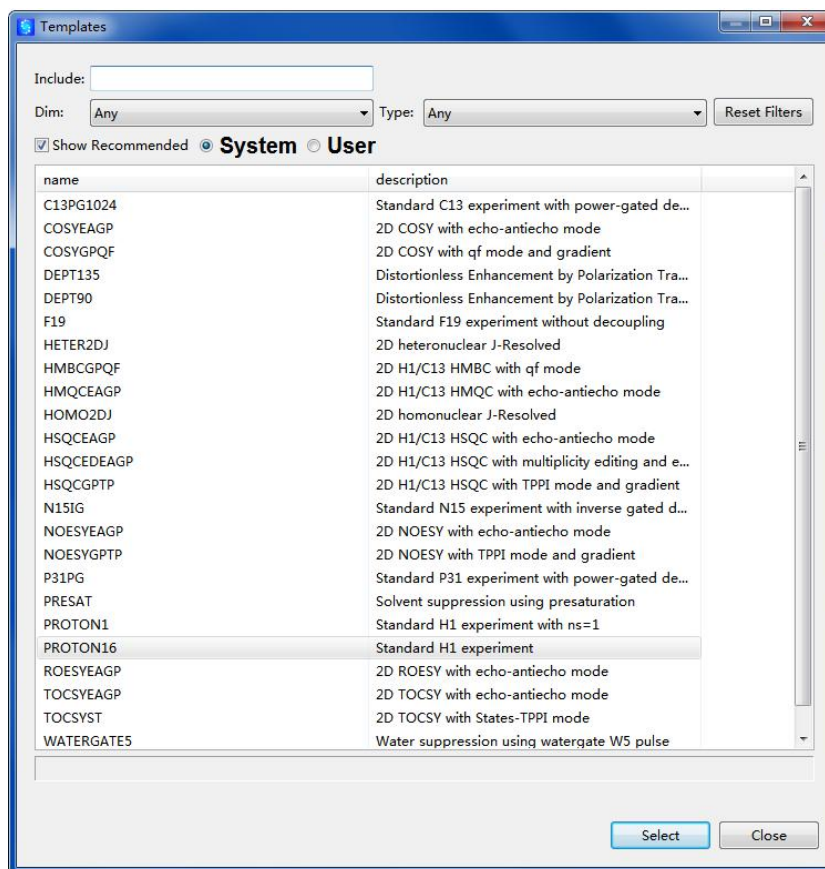 Templates
Include:
Dim: Any Type: Any Reset Filters
Show Recommended System User
name description
C13PG1024 Standard C13 experiment with power-gated de...
COSYEAGP 2D COSY with echo-antiecho mode
COSYGPQF 2D COSY with qf mode and gradient
DEPT135 Distortionless Enhancement by Polarization Tra...
DEPT90 Distortionless Enhancement by Polarization Tra...
F19 Standard F19 experiment without decoupling
HETER2DJ 2D heteronuclear J-Resolved
HMBCGPQF 2D H1/C13 HMBC with qf mode
HMQCEAGP 2D H1/C13 HMQC with echo-antiecho mode
HOMO2DJ 2D homonuclear J-Resolved
HSQCEAGP 2D H1/C13 HSQC with echo-antiecho mode
HSQCEDEAGP 2D H1/C13 HSQC with multiplicity editing and e...
HSQCGPTP 2D H1/C13 HSQC with TPPI mode and gradient
N15IG Standard N15 experiment with inverse gated d...
NOESYEAGP 2D NOESY with echo-antiecho mode
NOESYGPTP 2D NOESY with TPPI mode and gradient
P31PG Standard P31 experiment with power-gated de...
PRESAT Solvent suppression using presaturation
PROTON1 Standard H1 experiment with ns=1
PROTON16 Standard H1 experiment
ROESYEAGP 2D ROESY with echo-antiecho mode
TOCSYEAGP 2D TOCSY with echo-antiecho mode
TOCSYST 2D TOCSY with States-TPPI mode
WATERGATE5 Water suppression using watergate W5 pulse
Select Close